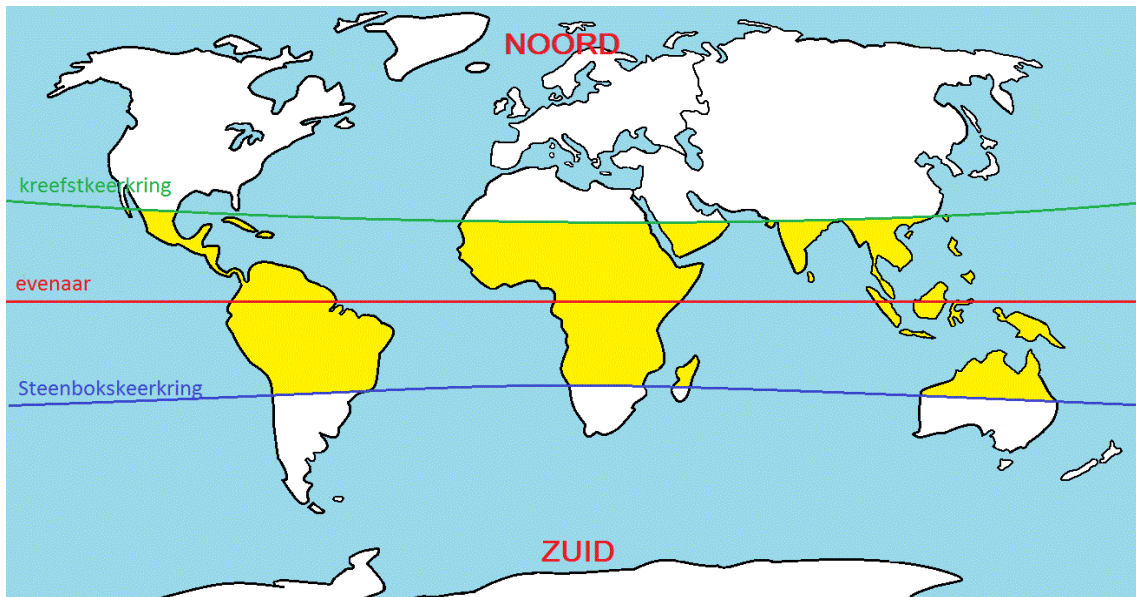 NOORD
kreefstkeerkring
evenaar
Steenbokskeerkring
ZUID